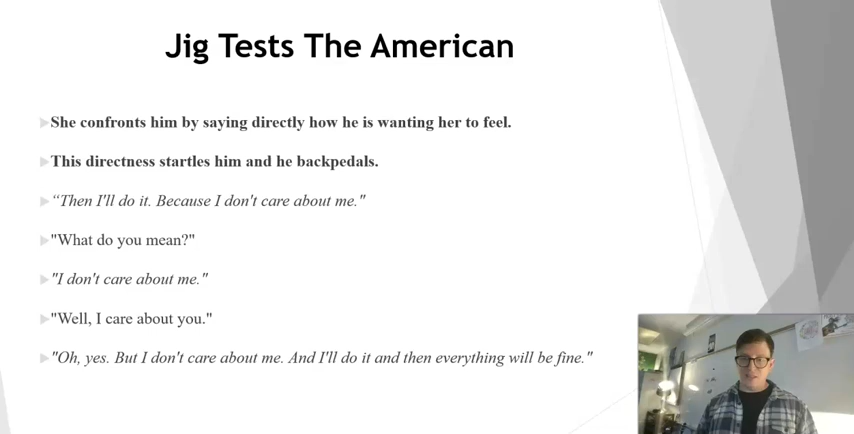 Jig Tests The American
She confronts him by saying directly how he is wanting her to feel.
This directness startles him and he backpedals.
“Then I'll do it. Because I don't care about me."
"What do you mean?"
"I don't care about me."
"Well, I care about you."
"Oh, yes. But I don't care about me. And I'll do it and then everything will be fine."